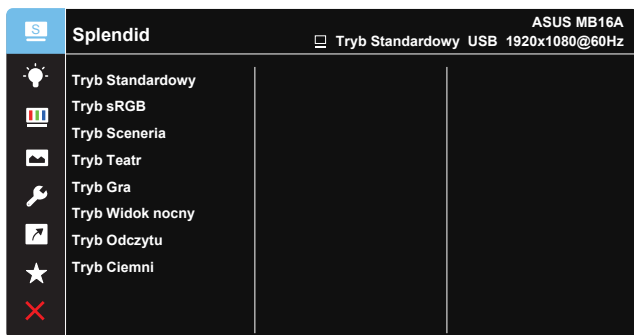 S
Splendid
ASUS MB16A
Tryb Standardowy USB 1920x1080@60Hz
Tryb Standardowy
Tryb sRGB
Tryb Sceneria
Tryb Teatr
Tryb Gra
Tryb Widok nocny
Tryb Odczytu
Tryb Ciemni